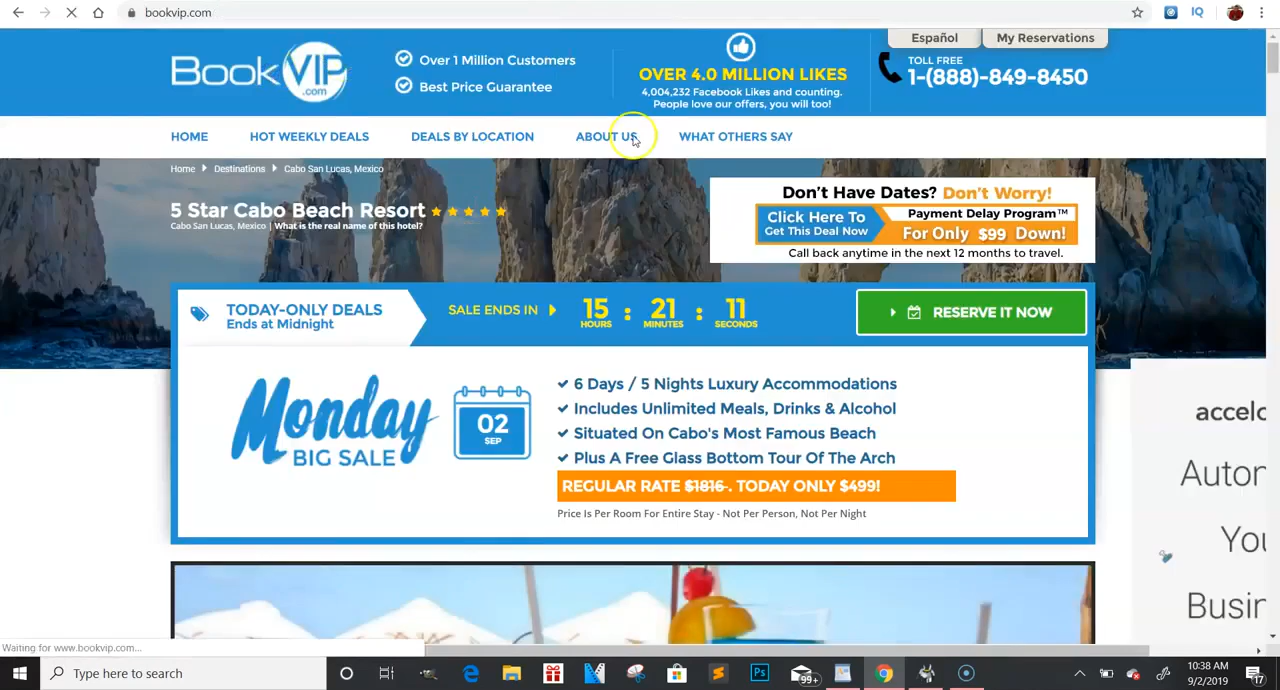 bookvip.com
IQ
Español
My Reservations
BookVIP
.com
Over 1 Million Customers
Best Price Guarantee
OVER 4.0 MILLION LIKES
4,004,232 Facebook Likes and counting.
People love our offers, you will too!
TOLL FREE
1-(888)-849-8450
HOME
HOT WEEKLY DEALS
DEALS BY LOCATION
ABOUT US
WHAT OTHERS SAY
Home
Destinations
Cabo San Lucas, Mexico
5 Star Cabo Beach Resort
Cabo San Lucas, Mexico | What is the real name of this hotel?
Don't Have Dates? Don't Worry!
Click Here To
Get This Deal Now
Payment Delay Program™
For Only $99 Down!
Call back anytime in the next 12 months to travel.
TODAY-ONLY DEALS
Ends at Midnight
SALE ENDS IN
15 : 21 : 11
HOURS MINUTES SECONDS
RESERVE IT NOW
Monday
BIG SALE
02
SEP
6 Days / 5 Nights Luxury Accommodations
Includes Unlimited Meals, Drinks & Alcohol
Situated On Cabo's Most Famous Beach
Plus A Free Glass Bottom Tour Of The Arch
REGULAR RATE $1816 . TODAY ONLY $499!
Price Is Per Room For Entire Stay - Not Per Person, Not Per Night
accelo
Autor
You
Busin
Waiting for www.bookvip.com...
Type here to search
Ps
99+
10:38 AM
9/2/2019
17